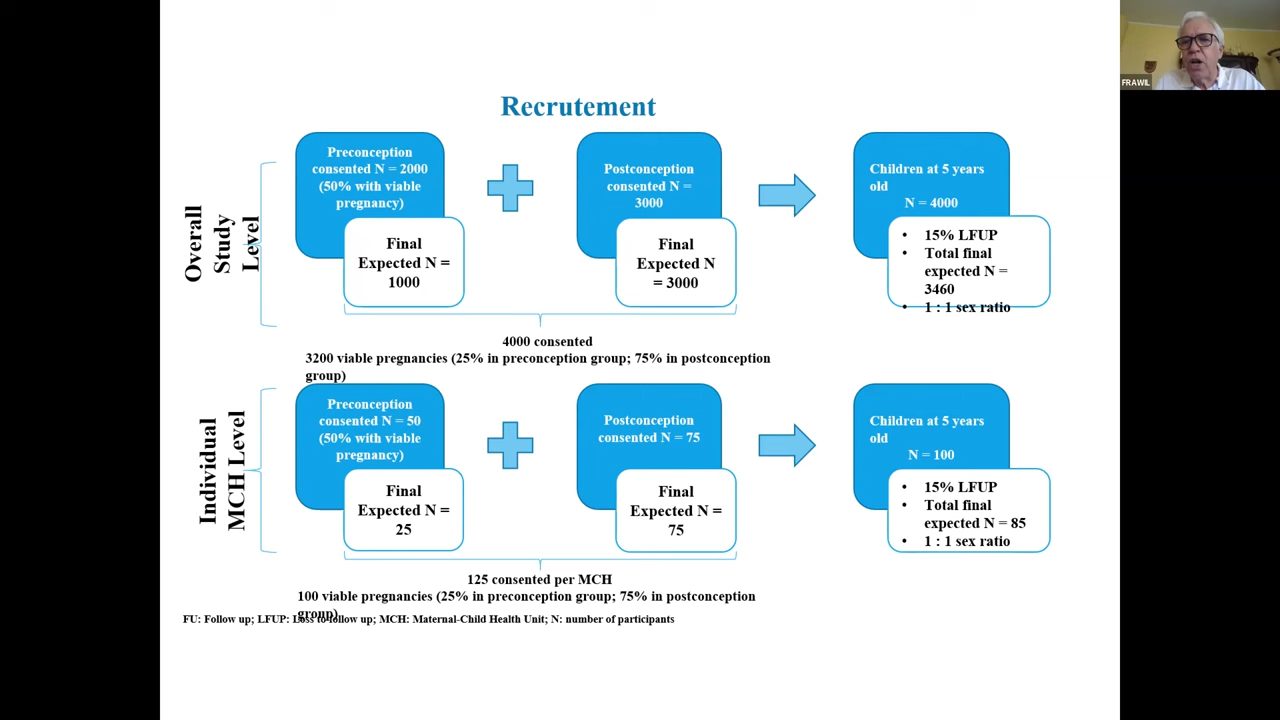 FRAWIL
Recrutement
Overall
Study
Level
Preconception
consented N = 2000
(50% with viable
pregnancy)
Final
Expected N =
1000
Postconception
consented N =
3000
Final
Expected N
= 3000
Children at 5 years
old
N = 4000
• 15% LFUP
• Total final
expected N =
3460
• 1 : 1 sex ratio
4000 consented
3200 viable pregnancies (25% in preconception group; 75% in postconception
group)
Individual
MCH Level
Preconception
consented N = 50
(50% with viable
pregnancy)
Final
Expected N =
25
Postconception
consented N = 75
Final
Expected N =
75
Children at 5 years
old
N = 100
• 15% LFUP
• Total final
expected N = 85
• 1 : 1 sex ratio
125 consented per MCH
100 viable pregnancies (25% in preconception group; 75% in postconception
group)
FU: Follow up; LFUP: Loss to follow up; MCH: Maternal-Child Health Unit; N: number of participants